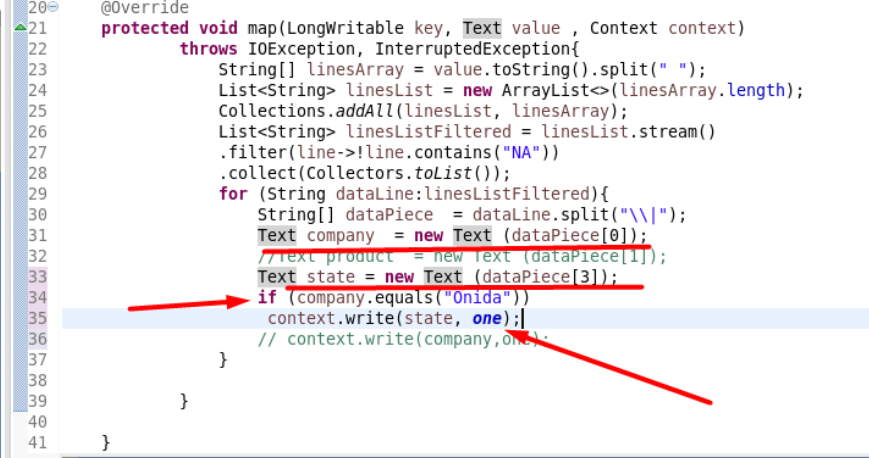 20 @Override
21 protected void map(LongWritable key, Text value , Context context)
22 throws IOException, InterruptedException{
23 String[] linesArray = value.toString().split(" ");
24 List<String> linesList = new ArrayList<>(linesArray.length);
25 Collections.addAll(linesList, linesArray);
26 List<String> linesListFiltered = linesList.stream()
27 .filter(line->!line.contains("NA"))
28 .collect(Collectors.toList());
29 for (String dataLine:linesListFiltered){
30 String[] dataPiece  = dataLine.split("\\|");
31 Text company  = new Text (dataPiece[0]);
32 //Text product  = new Text (dataPiece[1]);
33 Text state = new Text (dataPiece[3]);
34 if (company.equals("Onida"))
35 context.write(state, one);
36 // context.write(company,one);
37 }
38
39 }
40
41 }